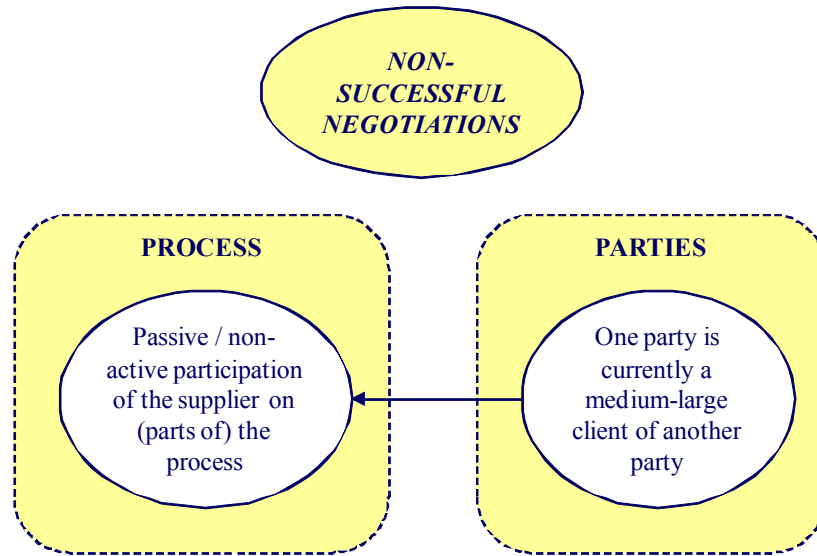 NON-
SUCCESSFUL
NEGOTIATIONS
PROCESS
Passive / non-
active participation
of the supplier on
(parts of) the
process
PARTIES
One party is
currently a
medium-large
client of another
party